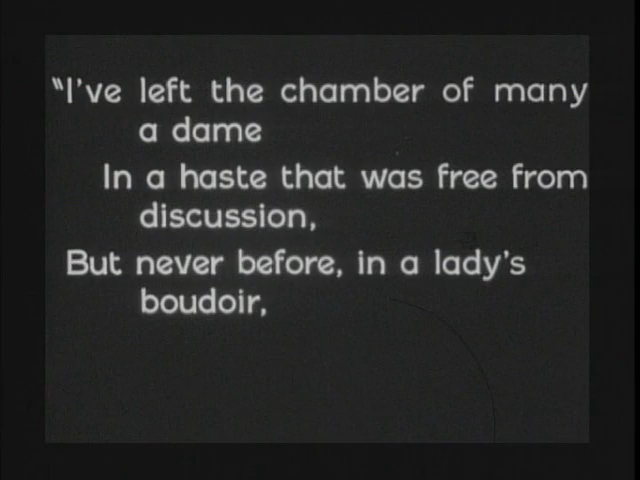 "I've left the chamber of many
a dame
In a haste that was free from
discussion,
But never before, in a lady's
boudoir,